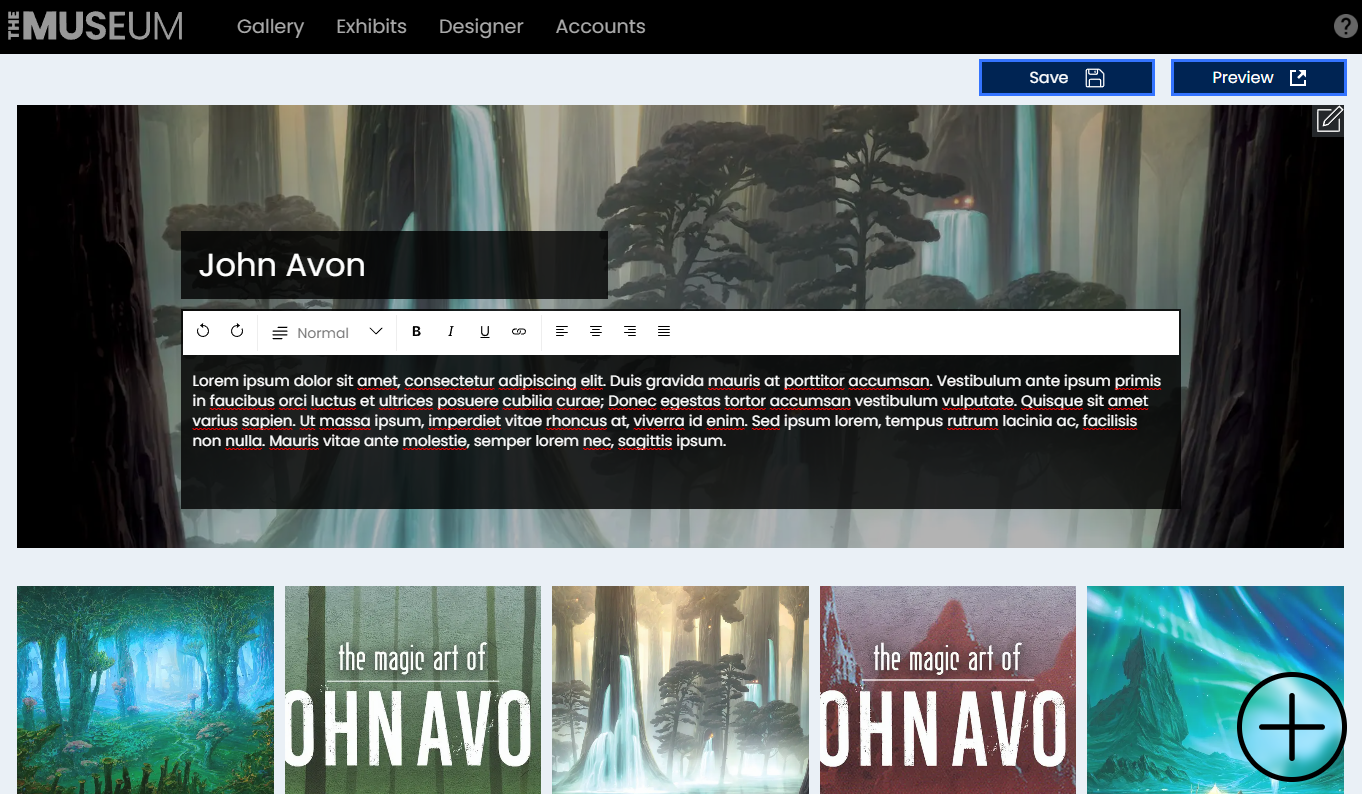 THE MUSEUM
Gallery Exhibits Designer Accounts ?
Save Preview
John Avon
Normal B I U
Lorem ipsum dolor sit amet, consectetur adipiscing elit. Duis gravida mauris at porttitor accumsan. Vestibulum ante ipsum primis
in faucibus orci luctus et ultrices posuere cubilia curae; Donec egestas tortor accumsan vestibulum vulputate. Quisque sit amet
varius sapien. Ut massa ipsum, imperdiet vitae rhoncus at, viverra id enim. Sed ipsum lorem, tempus rutrum lacinia ac, facilisis
non nulla. Mauris vitae ante molestie, semper lorem nec, sagittis ipsum.
the magic art of
OHN AVO
the magic art of
OHN AVO